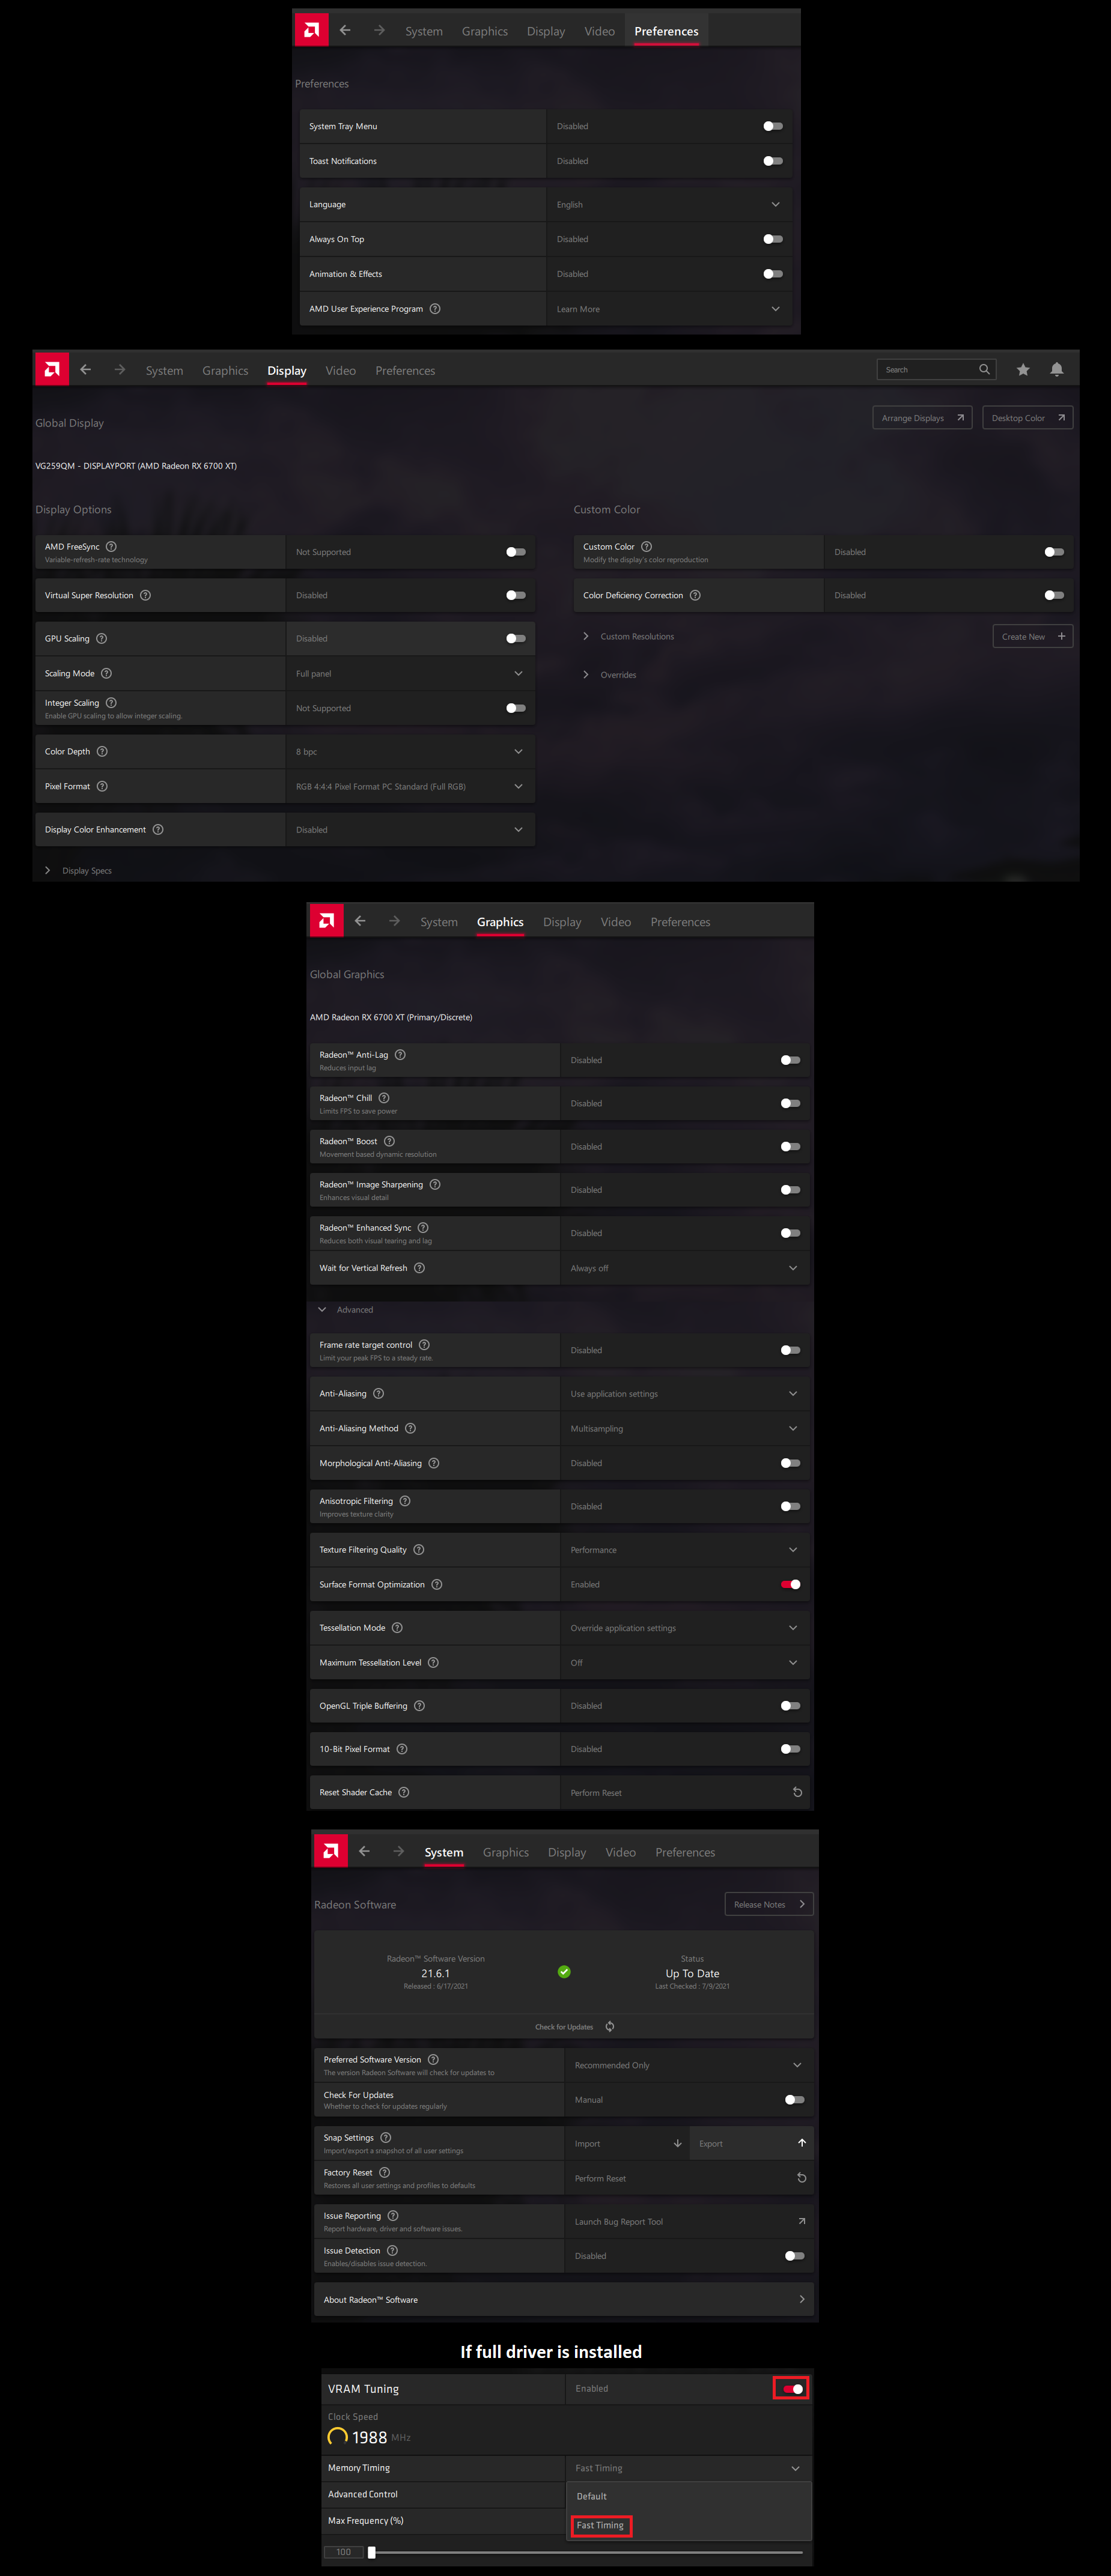 System Graphics Display Video Preferences
Preferences
System Tray Menu Disabled
Toast Notifications Disabled
Language English
Always On Top Disabled
Animation & Effects Disabled
AMD User Experience Program Learn More
System Graphics Display Video Preferences Search
Global Display Arrange Displays Desktop Color
VG259QM - DISPLAYPORT (AMD Radeon RX 6700 XT)
Display Options Custom Color
AMD FreeSync Not Supported Custom Color Disabled
Variable-refresh-rate technology Modify the display's color reproduction
Virtual Super Resolution Disabled Color Deficiency Correction Disabled
GPU Scaling Disabled Custom Resolutions Create New
Scaling Mode Full panel Overrides
Integer Scaling Not Supported
Enable GPU scaling to allow integer scaling.
Color Depth 8 bpc
Pixel Format RGB 4:4:4 Pixel Format PC Standard (Full RGB)
Display Color Enhancement Disabled
Display Specs
System Graphics Display Video Preferences
Global Graphics
AMD Radeon RX 6700 XT (Primary/Discrete)
Radeon™ Anti-Lag Disabled
Reduces input lag
Radeon™ Chill Disabled
Limits FPS to save power
Radeon™ Boost Disabled
Movement based dynamic resolution
Radeon™ Image Sharpening Disabled
Enhances visual detail
Radeon™ Enhanced Sync Disabled
Reduces both visual tearing and lag
Wait for Vertical Refresh Always off
Advanced
Frame rate target control Disabled
Limit your peak FPS to a steady rate.
Anti-Aliasing Use application settings
Anti-Aliasing Method Multisampling
Morphological Anti-Aliasing Disabled
Anisotropic Filtering Disabled
Improves texture clarity
Texture Filtering Quality Performance
Surface Format Optimization Enabled
Tessellation Mode Override application settings
Maximum Tessellation Level Off
OpenGL Triple Buffering Disabled
10-Bit Pixel Format Disabled
Reset Shader Cache Perform Reset
System Graphics Display Video Preferences
Radeon Software Release Notes
Radeon™ Software Version Status
21.6.1 Up To Date
Released : 6/17/2021 Last Checked : 7/9/2021
Check for Updates
Preferred Software Version Recommended Only
The version Radeon Software will check for updates to
Check For Updates Manual
Whether to check for updates regularly
Snap Settings Import Export
Import/export a snapshot of all user settings
Factory Reset Perform Reset
Restores all user settings and profiles to defaults
Issue Reporting Launch Bug Report Tool
Report hardware, driver and software issues.
Issue Detection Disabled
Enables/disables issue detection.
About Radeon™ Software
If full driver is installed
VRAM Tuning Enabled
Clock Speed
1988 MHz
Memory Timing Fast Timing
Advanced Control Default
Max Frequency (%) Fast Timing
100